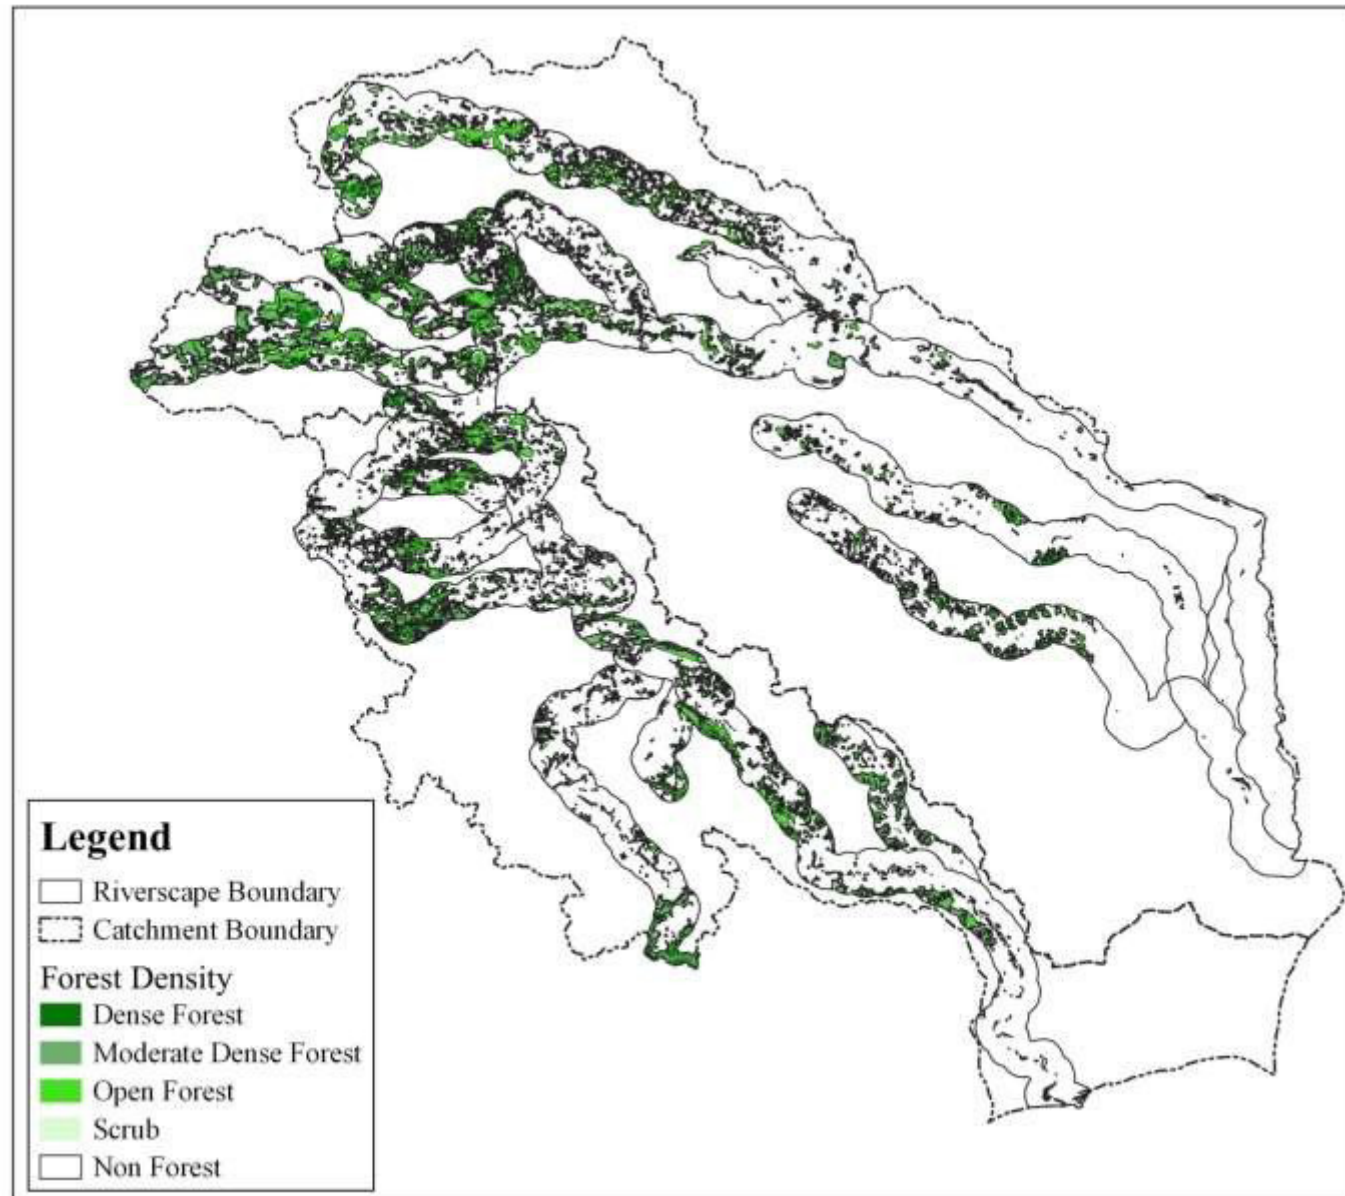 Legend
Riverscape Boundary
Catchment Boundary
Forest Density
Dense Forest
Moderate Dense Forest
Open Forest
Scrub
Non Forest